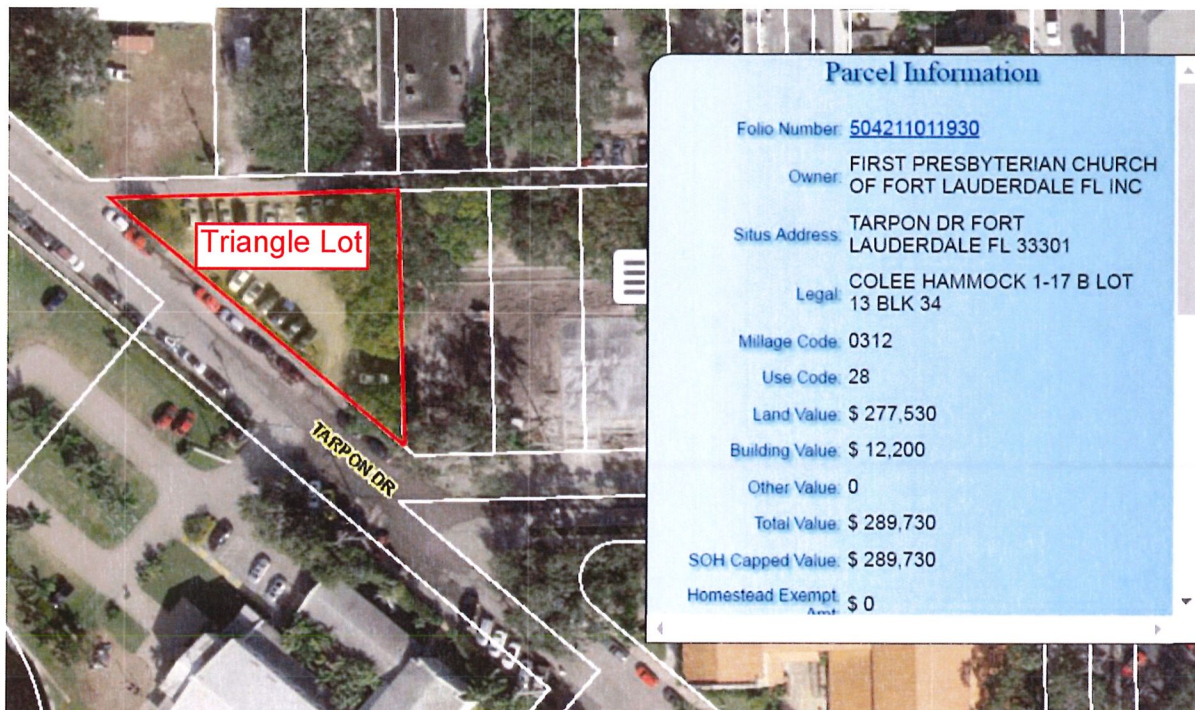 Triangle Lot
TARPON DR
Parcel Information
Folio Number: 504211011930
Owner: FIRST PRESBYTERIAN CHURCH
OF FORT LAUDERDALE FL INC
Situs Address: TARPON DR FORT
LAUDERDALE FL 33301
Legal: COLEE HAMMOCK 1-17 B LOT
13 BLK 34
Millage Code: 0312
Use Code: 28
Land Value: $ 277,530
Building Value: $ 12,200
Other Value: 0
Total Value: $ 289,730
SOH Capped Value: $ 289,730
Homestead Exempt $ 0
Amt: